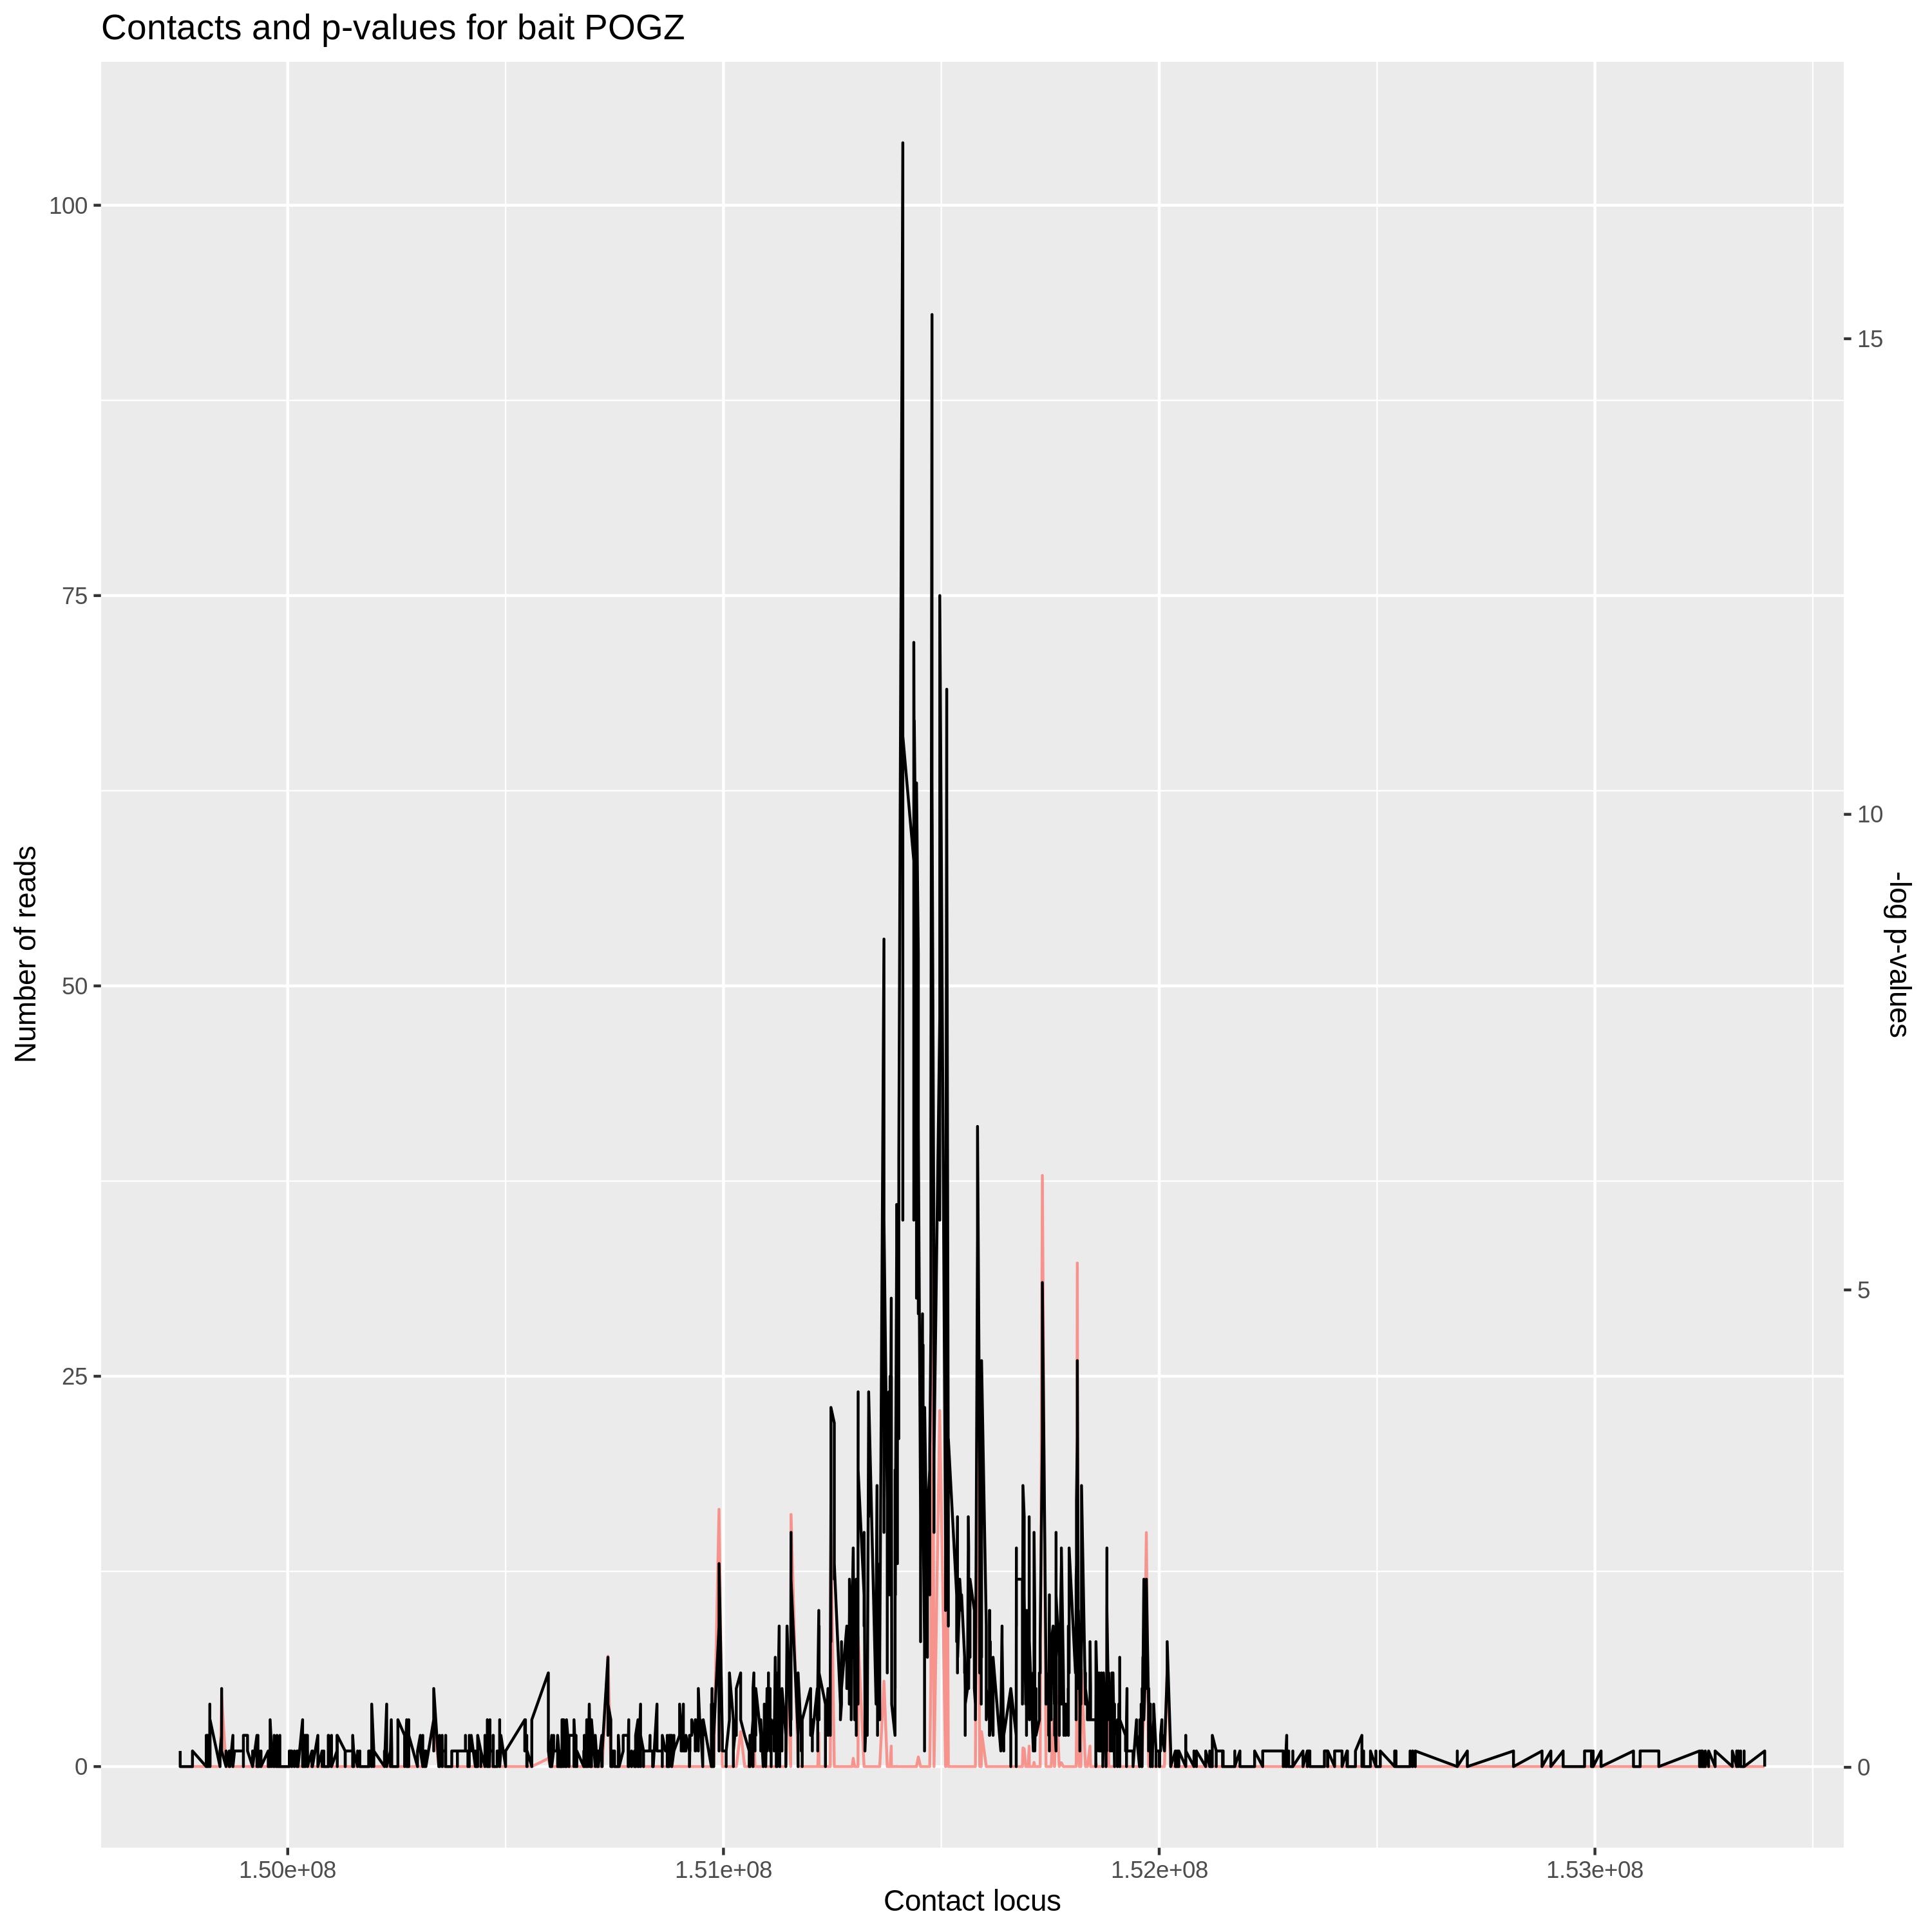 Contacts and p-values for bait POGZ
100
75
50
25
0
Number of reads
15
10
5
0
-log p-values
1.50e+08
1.51e+08
1.52e+08
1.53e+08
Contact locus